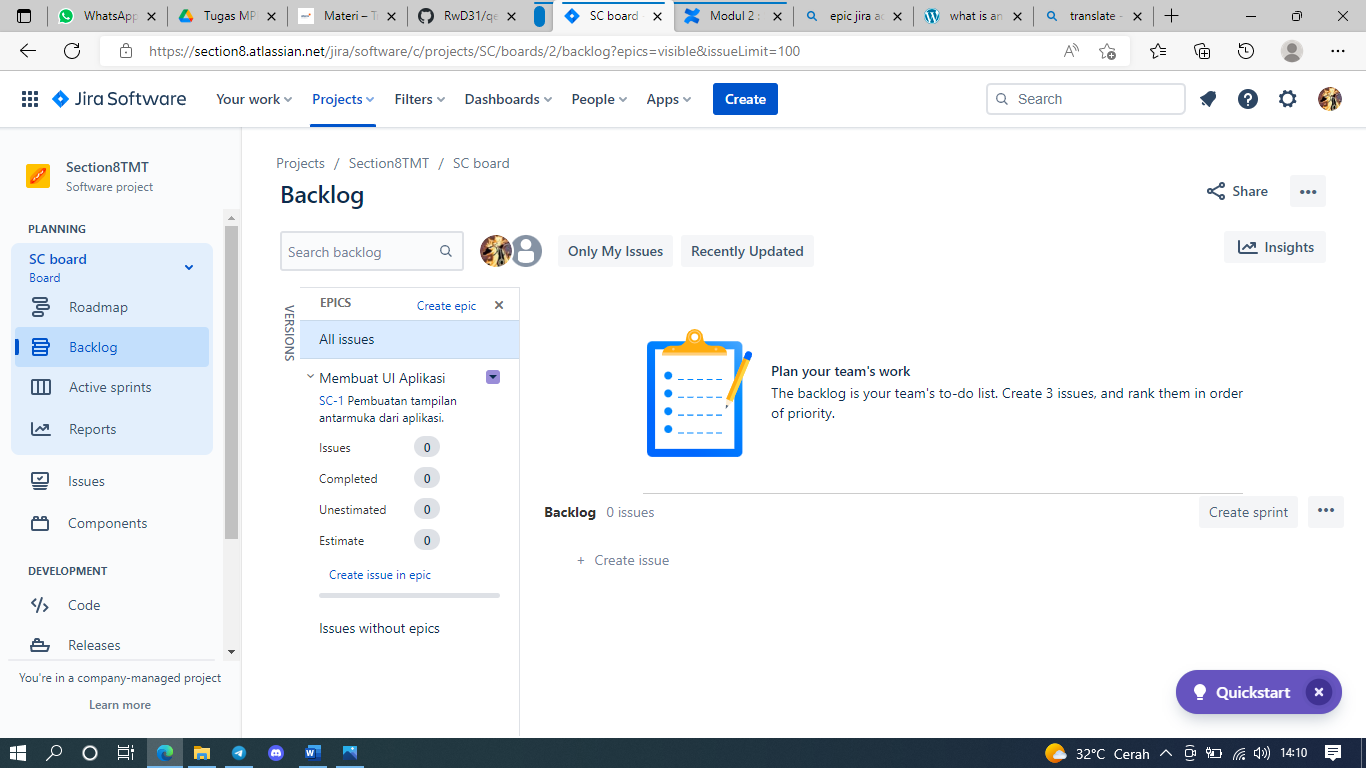 WhatsApp
Tugas MP
Materi – T
RwD31/qe
SC board
Modul 2 :
epic jira a
what is an
translate -
https://section8.atlassian.net/jira/software/c/projects/SC/boards/2/backlog?epics=visible&issueLimit=100
Jira Software
Your work
Projects
Filters
Dashboards
People
Apps
Create
Search
Section8TMT
Software project
PLANNING
SC board
Board
Roadmap
Backlog
Active sprints
Reports
Issues
Components
DEVELOPMENT
Code
Releases
You're in a company-managed project
Learn more
Projects / Section8TMT / SC board
Backlog
Share
Search backlog
Only My Issues
Recently Updated
Insights
VERSIONS
EPICS
Create epic
All issues
Membuat UI Aplikasi
SC-1 Pembuatan tampilan
antarmuka dari aplikasi.
Issues 0
Completed 0
Unestimated 0
Estimate 0
Create issue in epic
Issues without epics
Plan your team's work
The backlog is your team's to-do list. Create 3 issues, and rank them in order
of priority.
Backlog 0 issues
Create sprint
+ Create issue
Quickstart
32°C Cerah
14:10